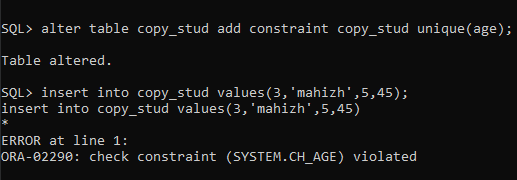 SQL> alter table copy_stud add constraint copy_stud unique(age);
Table altered.
SQL> insert into copy_stud values(3,'mahizh',5,45);
insert into copy_stud values(3,'mahizh',5,45)
*
ERROR at line 1:
ORA-02290: check constraint (SYSTEM.CH_AGE) violated